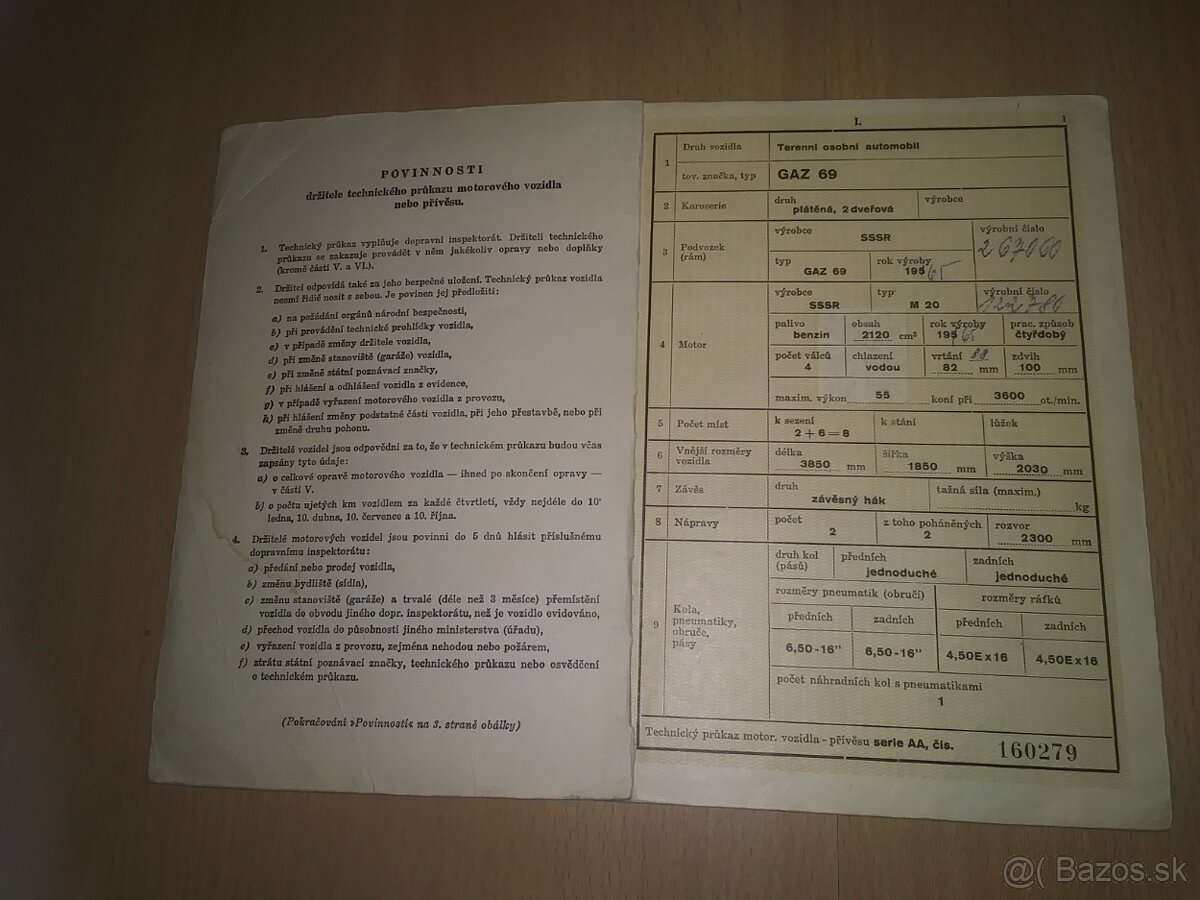 POVINNOSTI
držitele technického průkazu motorového vozidla
nebo přívěsu.
1. Technický průkaz vyplňuje dopravní inspektorát. Držiteli technického
průkazu se zakazuje provádět v něm jakékoliv opravy nebo doplňky
(kromě části V. a VI.).
2. Držitel odpovídá také za jeho bezpečné uložení. Technický průkaz vozidla
nesmí řidič nosit s sebou. Je povinen jej předložiti:
a) na požádání orgánů národní bezpečnosti,
b) při provádění technické prohlídky vozidla,
c) v případě změny držitele vozidla,
d) při změně stanoviště (garáže) vozidla,
e) při změně státní poznávací značky,
f) při hlášení a odhlášení vozidla z evidence,
g) v případě vyřazení motorového vozidla z provozu,
h) při hlášení změny podstatné části vozidla, při jeho přestavbě, nebo při
změně druhu pohonu.
3. Držitelé vozidel jsou odpovědní za to, že v technickém průkazu budou včas
zapsány tyto údaje:
a) o celkové opravě motorového vozidla — ihned po skončení opravy —
v části V.
b) o počtu ujetých km vozidlem za každé čtvrtletí, vždy nejdéle do 10.
ledna, 10. dubna, 10. července a 10. října.
4. Držitelé motorových vozidel jsou povinni do 5 dnů hlásit příslušnému
dopravnímu inspektorátu:
a) předání nebo prodej vozidla,
b) změnu bydliště (sídla),
c) změnu stanoviště (garáže) a trvalé (déle než 3 měsíce) přemístění
vozidla do obvodu jiného dopr. inspektorátu, než je vozidlo evidováno,
d) přechod vozidla do působnosti jiného ministerstva (úřadu),
e) vyřazení vozidla z provozu, zejména nehodou nebo požárem,
f) ztrátu státní poznávací značky, technického průkazu nebo osvědčení
o technickém průkazu.
(Pokračování »Povinností« na 3. straně obálky)
I. 1
1 Druh vozidla Terenní osobní automobil
tov. značka, typ GAZ 69
2 Karoserie druh výrobce
plátěná, 2 dveřová
3 Podvozek (rám) výrobce výrobní číslo
SSSR 267060
typ rok výroby
GAZ 69 195 65
4 Motor výrobce typ výrobní číslo
SSSR M 20 122786
palivo obsah rok výroby prac. způsob
benzin 2120 cm³ 195 65 čtyřdobý
počet válců chlazení vrtání 88 zdvih
4 vodou 82 mm 100 mm
maxim. výkon 55 koní při 3600 ot./min.
5 Počet míst k sezení k stání lůžek
2 + 6 = 8
6 Vnější rozměry vozidla délka šířka výška
3850 mm 1850 mm 2030 mm
7 Závěs druh tažná síla (maxim.)
závěsný hák kg
8 Nápravy počet z toho poháněných rozvor
2 2 2300 mm
9 Kola, pneumatiky, obruče, pásy
druh kol (pásů) předních zadních
jednoduché jednoduché
rozměry pneumatik (obručí) rozměry ráfků
předních zadních předních zadních
6,50-16" 6,50-16" 4,50E x 16 4,50E x 16
počet náhradních kol s pneumatikami
1
Technický průkaz motor. vozidla - přívěsu serie AA, čís. 160279
@( Bazos.sk